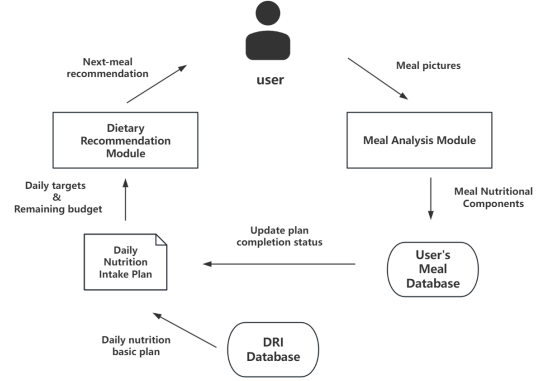 user
Next-meal
recommendation
Meal pictures
Dietary
Recommendation
Module
Meal Analysis Module
Daily targets
&
Remaining budget
Meal Nutritional
Components
Update plan
completion status
Daily
Nutrition
Intake Plan
User's
Meal
Database
Daily nutrition
basic plan
DRI
Database